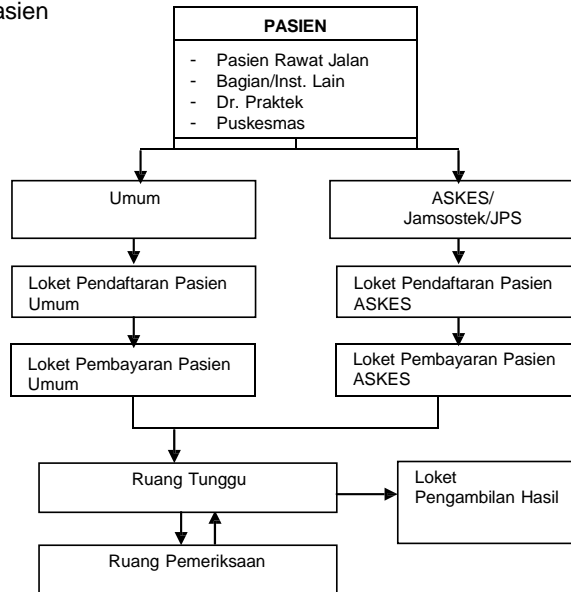 asien
PASIEN
- Pasien Rawat Jalan
- Bagian/Inst. Lain
- Dr. Praktek
- Puskesmas
Umum
ASKES/
Jamsostek/JPS
Loket Pendaftaran Pasien
Umum
Loket Pendaftaran Pasien
ASKES
Loket Pembayaran Pasien
Umum
Loket Pembayaran Pasien
ASKES
Ruang Tunggu
Loket
Pengambilan Hasil
Ruang Pemeriksaan